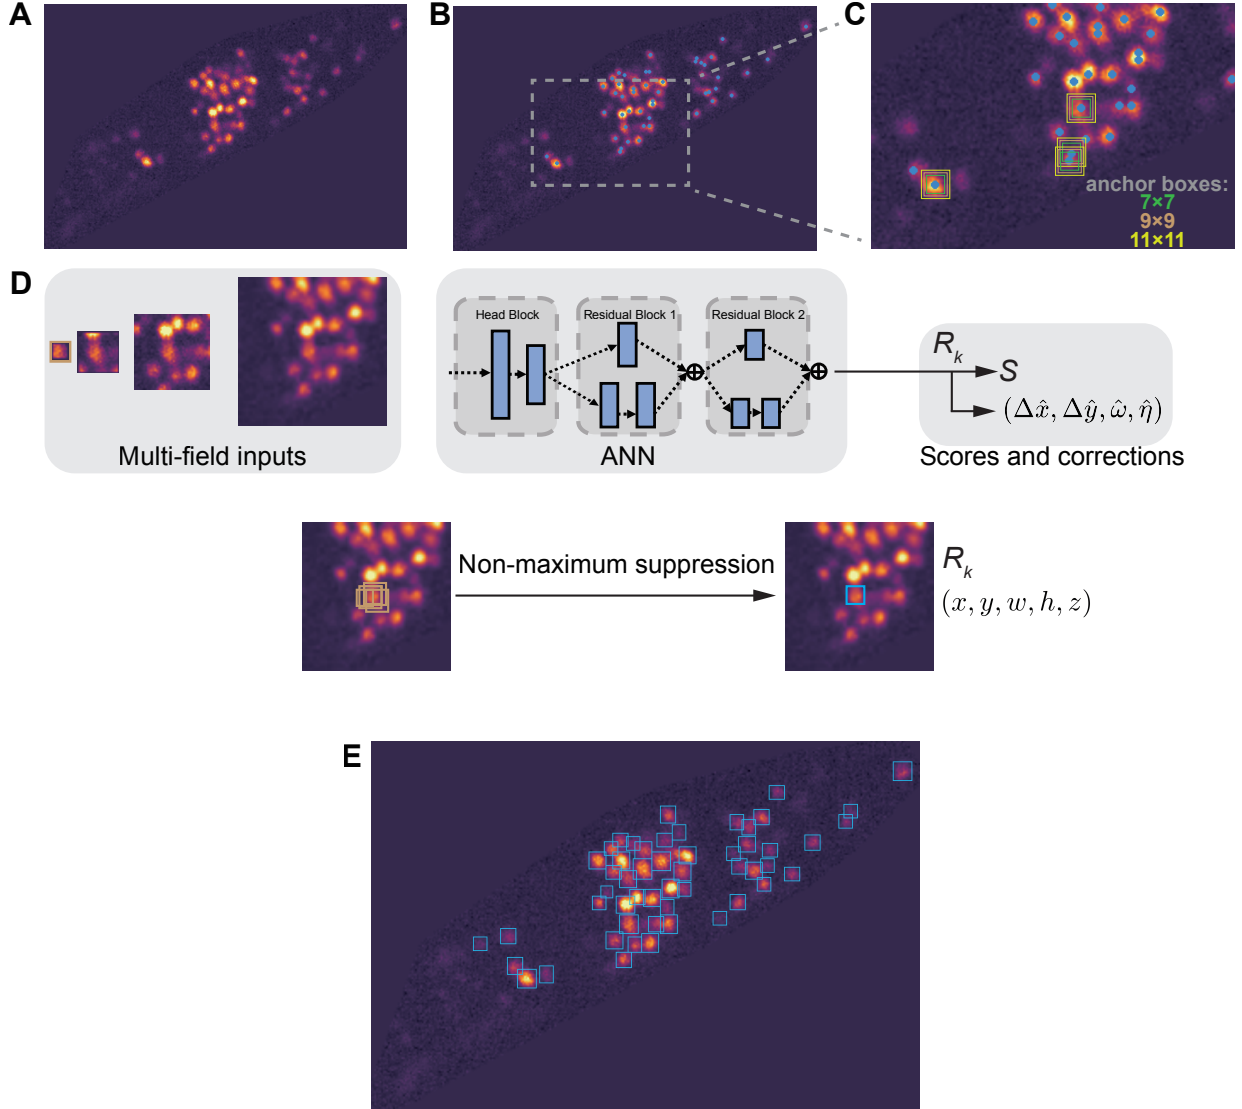 A
B
C
anchor boxes:
7×7
9×9
11×11
D
Head Block
Residual Block 1
Residual Block 2
R_k
S
(Δx̂, Δŷ, ω̂, η̂)
Multi-field inputs
ANN
Scores and corrections
Non-maximum suppression
R_k
(x, y, w, h, z)
E